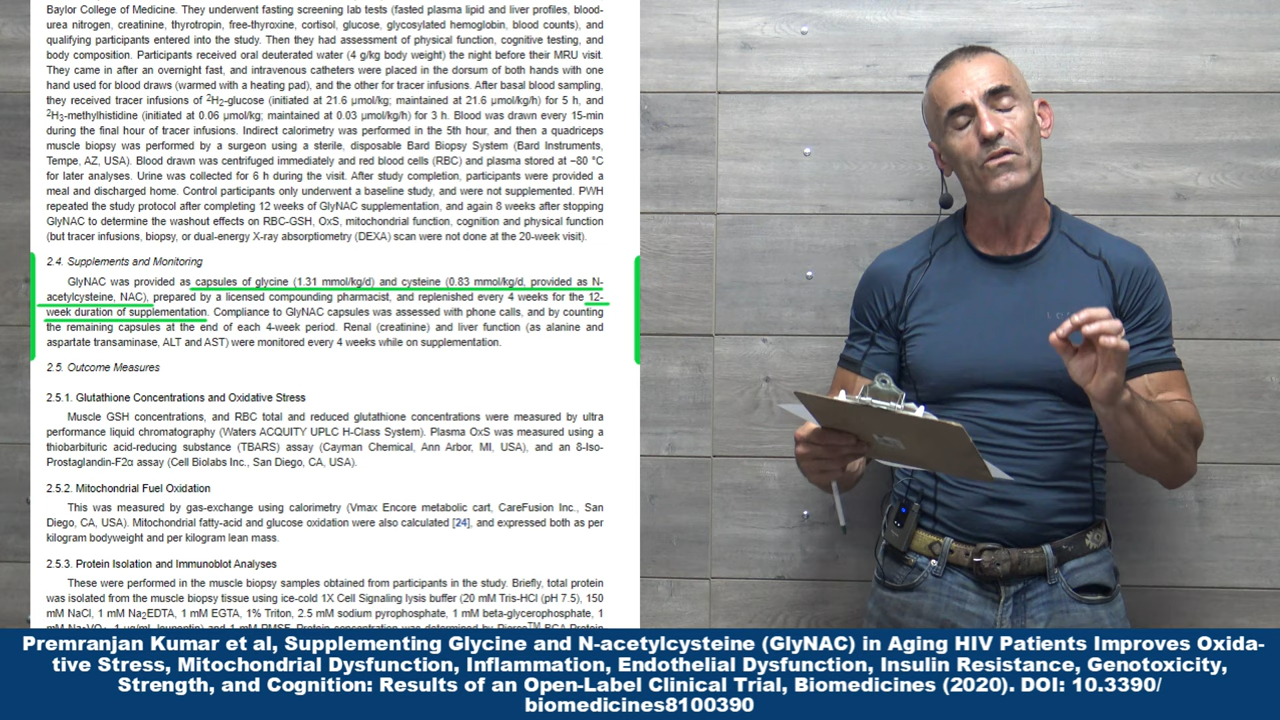 Baylor College of Medicine. They underwent fasting screening lab tests (fasted plasma lipid and liver profiles, blood-
urea nitrogen, creatinine, thyrotropin, free-thyroxine, cortisol, glucose, glycosylated hemoglobin, blood counts), and
qualifying participants entered into the study. Then they had assessment of physical function, cognitive testing, and
body composition. Participants received oral deuterated water (4 g/kg body weight) the night before their MRU visit.
They came in after an overnight fast, and intravenous catheters were placed in the dorsum of both hands with one
hand used for blood draws (warmed with a heating pad), and the other for tracer infusions. After basal blood sampling,
they received tracer infusions of ²H₂-glucose (initiated at 21.6 µmol/kg; maintained at 21.6 µmol/kg/h) for 5 h, and
²H₃-methylhistidine (initiated at 0.06 µmol/kg; maintained at 0.03 µmol/kg/h) for 3 h. Blood was drawn every 15-min
during the final hour of tracer infusions. Indirect calorimetry was performed in the 5th hour, and then a quadriceps
muscle biopsy was performed by a surgeon using a sterile, disposable Bard Biopsy System (Bard Instruments,
Tempe, AZ, USA). Blood drawn was centrifuged immediately and red blood cells (RBC) and plasma stored at −80 °C
for later analyses. Urine was collected for 6 h during the visit. After study completion, participants were provided a
meal and discharged home. Control participants only underwent a baseline study, and were not supplemented. PWH
repeated the study protocol after completing 12 weeks of GlyNAC supplementation, and again 8 weeks after stopping
GlyNAC to determine the washout effects on RBC-GSH, OxS, mitochondrial function, cognition and physical function
(but tracer infusions, biopsy, or dual-energy X-ray absorptiometry (DEXA) scan were not done at the 20-week visit).
2.4. Supplements and Monitoring
GlyNAC was provided as capsules of glycine (1.31 mmol/kg/d) and cysteine (0.83 mmol/kg/d, provided as N-
acetylcysteine, NAC), prepared by a licensed compounding pharmacist, and replenished every 4 weeks for the 12-
week duration of supplementation. Compliance to GlyNAC capsules was assessed with phone calls, and by counting
the remaining capsules at the end of each 4-week period. Renal (creatinine) and liver function (as alanine and
aspartate transaminase, ALT and AST) were monitored every 4 weeks while on supplementation.
2.5. Outcome Measures
2.5.1. Glutathione Concentrations and Oxidative Stress
Muscle GSH concentrations, and RBC total and reduced glutathione concentrations were measured by ultra
performance liquid chromatography (Waters ACQUITY UPLC H-Class System). Plasma OxS was measured using a
thiobarbituric acid-reducing substance (TBARS) assay (Cayman Chemical, Ann Arbor, MI, USA), and an 8-Iso-
Prostaglandin-F2α assay (Cell Biolabs Inc., San Diego, CA, USA).
2.5.2. Mitochondrial Fuel Oxidation
This was measured by gas-exchange using calorimetry (Vmax Encore metabolic cart, CareFusion Inc., San
Diego, CA, USA). Mitochondrial fatty-acid and glucose oxidation were also calculated [24], and expressed both as per
kilogram bodyweight and per kilogram lean mass.
2.5.3. Protein Isolation and Immunoblot Analyses
These were performed in the muscle biopsy samples obtained from participants in the study. Briefly, total protein
was isolated from the muscle biopsy tissue using ice-cold 1X Cell Signaling lysis buffer (20 mM Tris-HCl (pH 7.5), 150
mM NaCl, 1 mM Na₂EDTA, 1 mM EGTA, 1% Triton, 2.5 mM sodium pyrophosphate, 1 mM beta-glycerophosphate, 1
Premranjan Kumar et al, Supplementing Glycine and N-acetylcysteine (GlyNAC) in Aging HIV Patients Improves Oxida-
tive Stress, Mitochondrial Dysfunction, Inflammation, Endothelial Dysfunction, Insulin Resistance, Genotoxicity,
Strength, and Cognition: Results of an Open-Label Clinical Trial, Biomedicines (2020). DOI: 10.3390/
biomedicines8100390